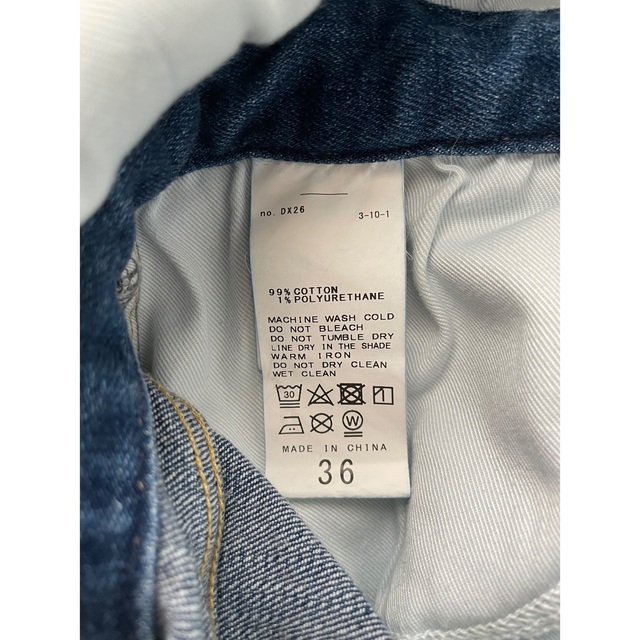 no. DX26 3-10-1
99% COTTON
1% POLYURETHANE
MACHINE WASH COLD
DO NOT BLEACH
DO NOT TUMBLE DRY
LINE DRY IN THE SHADE
WARM IRON
DO NOT DRY CLEAN
WET CLEAN
30
W
MADE IN CHINA
36